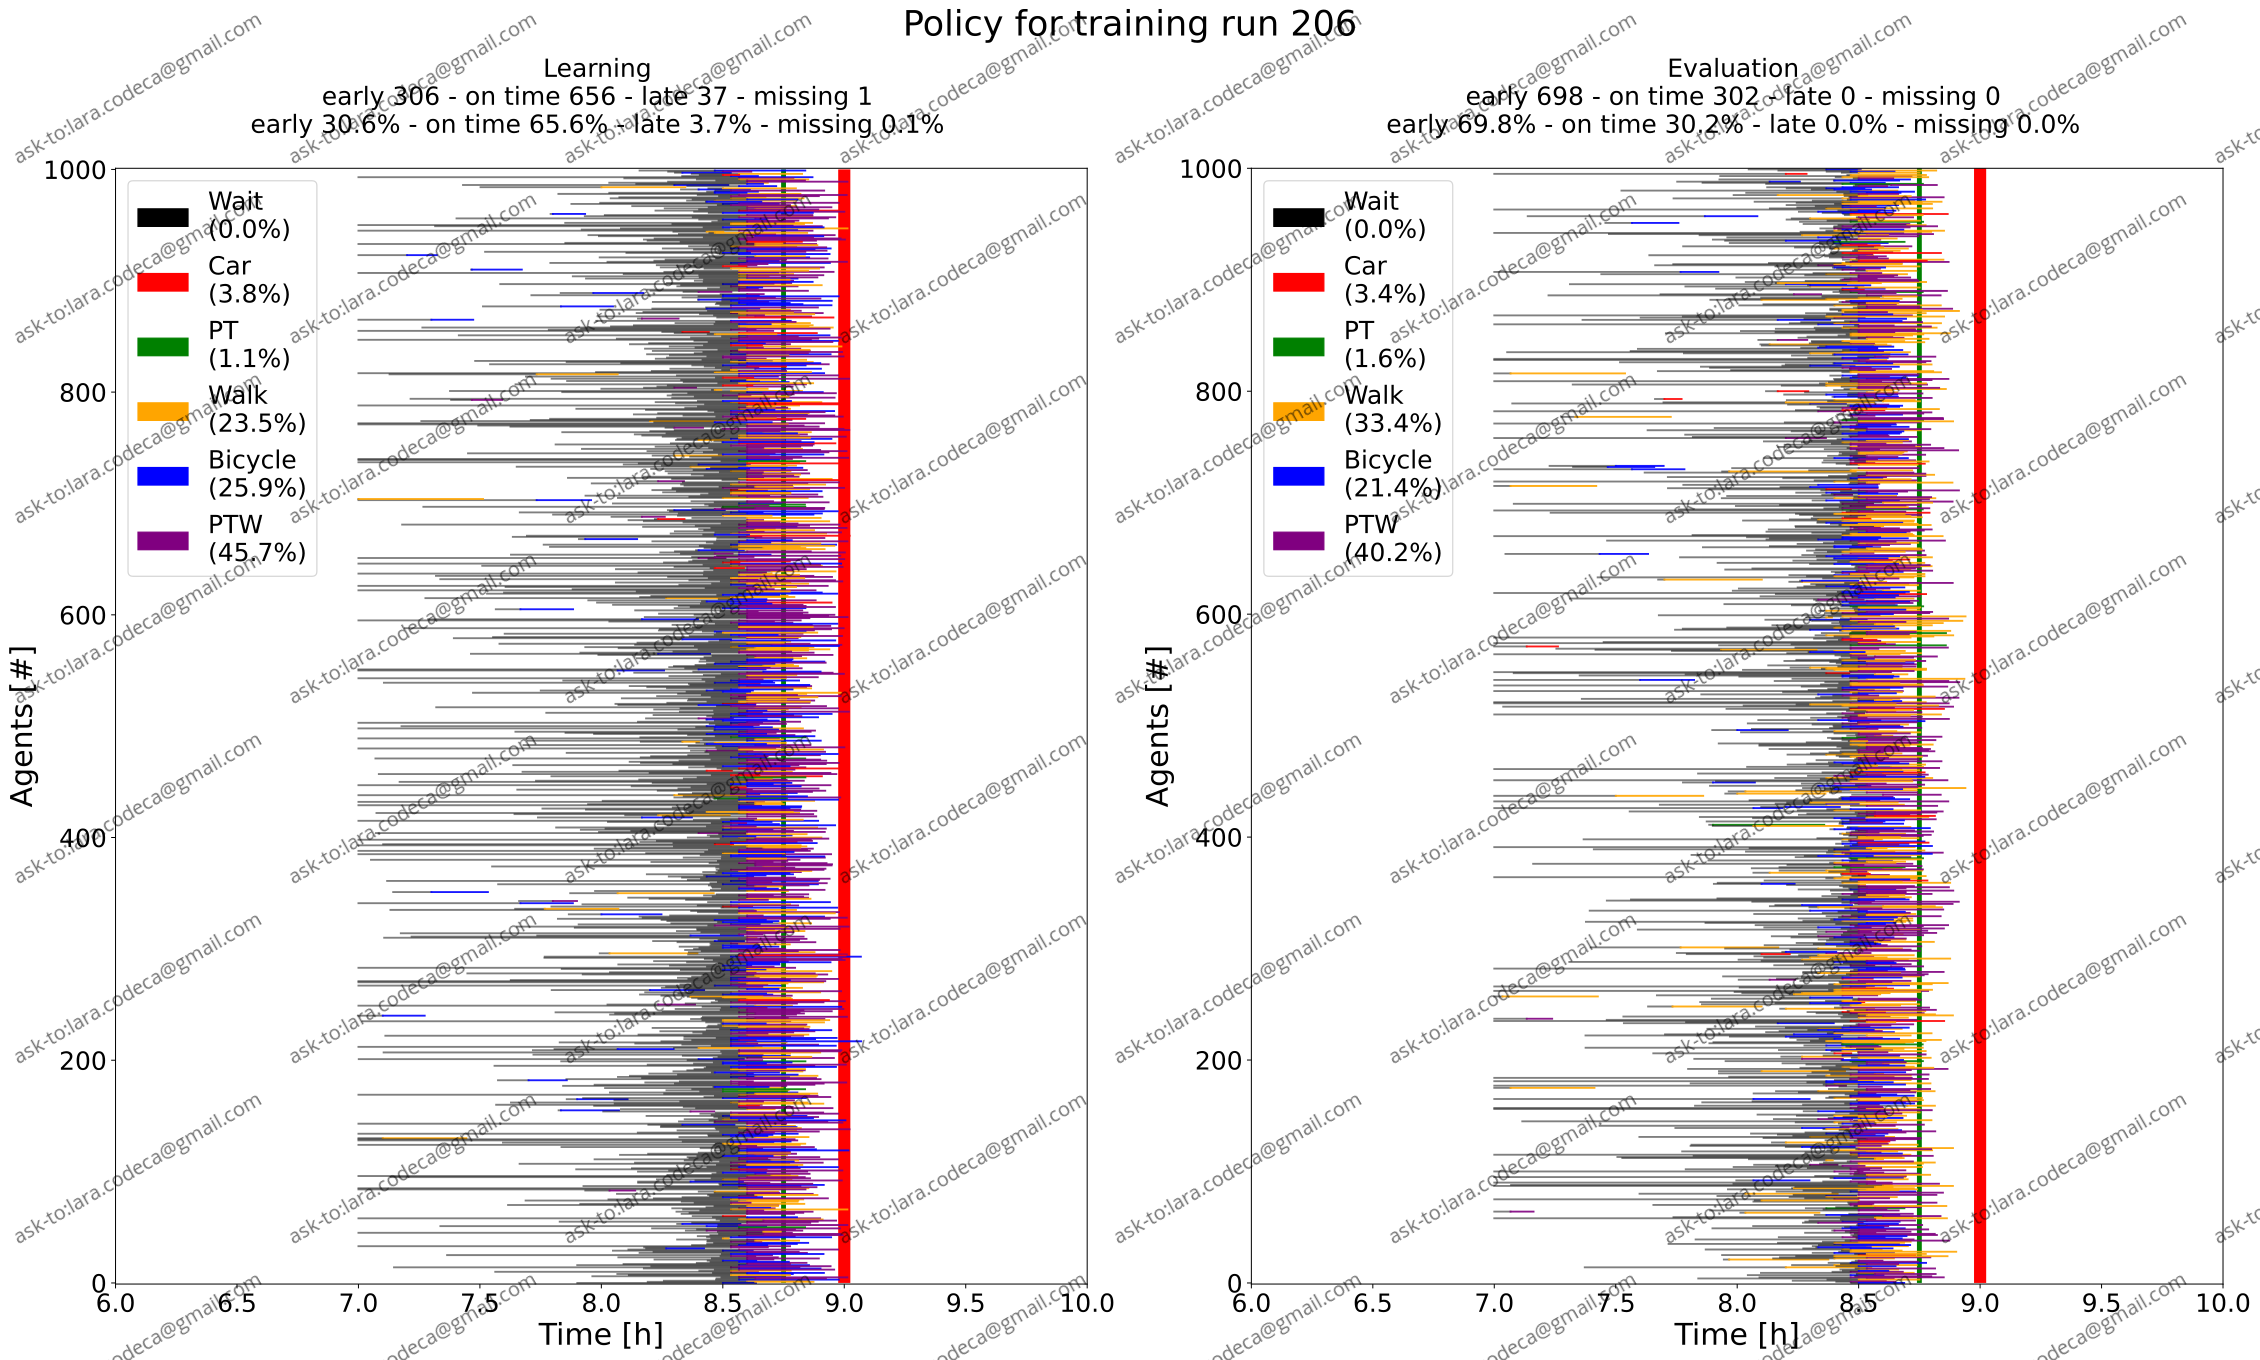 Policy for training run 206
Learning
early 306 - on time 656 - late 37 - missing 1
early 30.6% - on time 65.6% - late 3.7% - missing 0.1%
1000
800
600
400
200
0
Agents [#]
Wait
(0.0%)
Car
(3.8%)
PT
(1.1%)
Walk
(23.5%)
Bicycle
(25.9%)
PTW
(45.7%)
6.0 6.5 7.0 7.5 8.0 8.5 9.0 9.5 10.0
Time [h]
Evaluation
early 698 - on time 302 - late 0 - missing 0
early 69.8% - on time 30.2% - late 0.0% - missing 0.0%
1000
800
600
400
200
0
Agents [#]
Wait
(0.0%)
Car
(3.4%)
PT
(1.6%)
Walk
(33.4%)
Bicycle
(21.4%)
PTW
(40.2%)
6.0 6.5 7.0 7.5 8.0 8.5 9.0 9.5 10.0
Time [h]
ask-to:lara.codeca@gmail.com